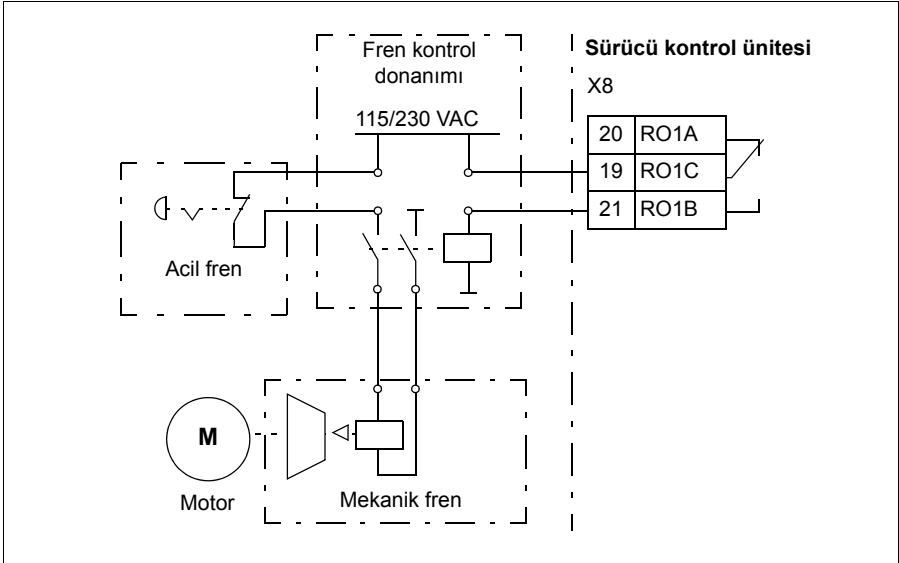 Fren kontrol
donanımı
115/230 VAC
Sürücü kontrol ünitesi
X8
20 RO1A
19 RO1C
21 RO1B
Acil fren
M
Motor
Mekanik fren